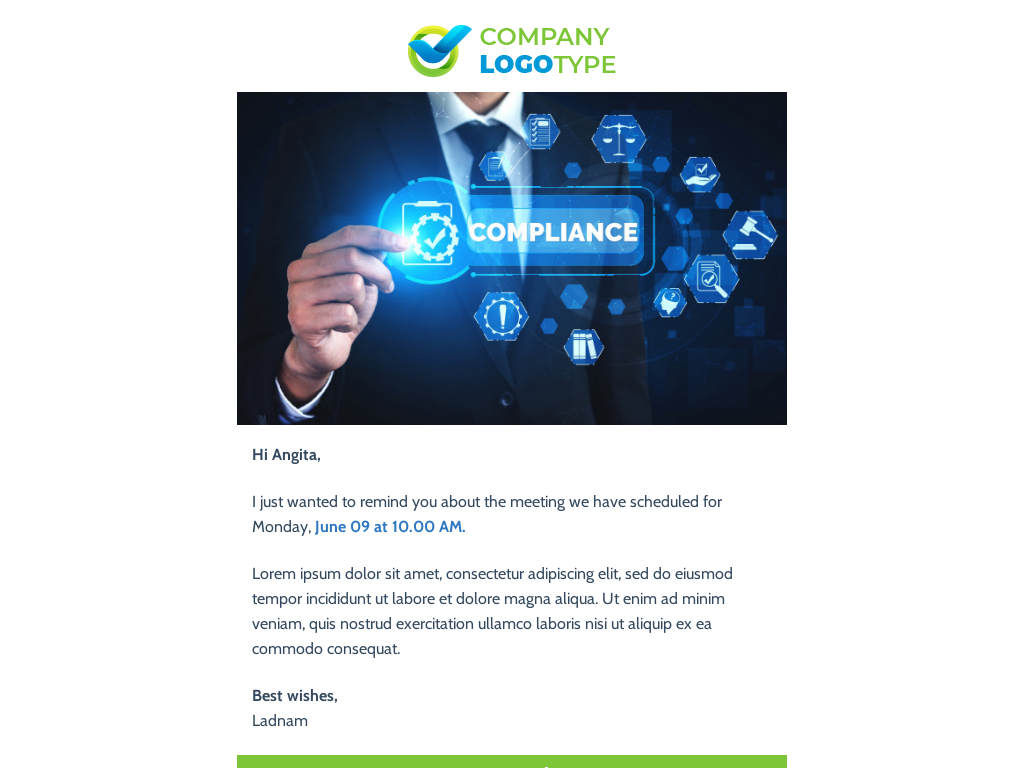 COMPANY
LOGOTYPE
COMPLIANCE
Hi Angita,
I just wanted to remind you about the meeting we have scheduled for
Monday, June 09 at 10.00 AM.
Lorem ipsum dolor sit amet, consectetur adipiscing elit, sed do eiusmod
tempor incididunt ut labore et dolore magna aliqua. Ut enim ad minim
veniam, quis nostrud exercitation ullamco laboris nisi ut aliquip ex ea
commodo consequat.
Best wishes,
Ladnam